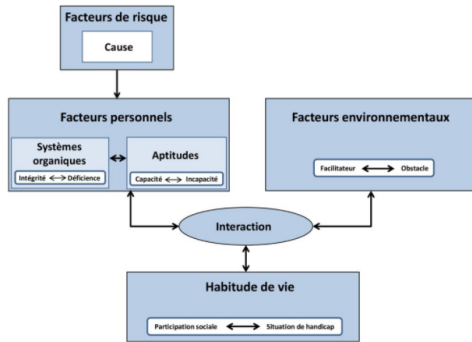 Facteurs de risque
Cause
Facteurs personnels
Systèmes
organiques
Intégrité Déficience
Aptitudes
Capacité Incapacité
Facteurs environnementaux
Facilitateur Obstacle
Interaction
Habitude de vie
Participation sociale Situation de handicap